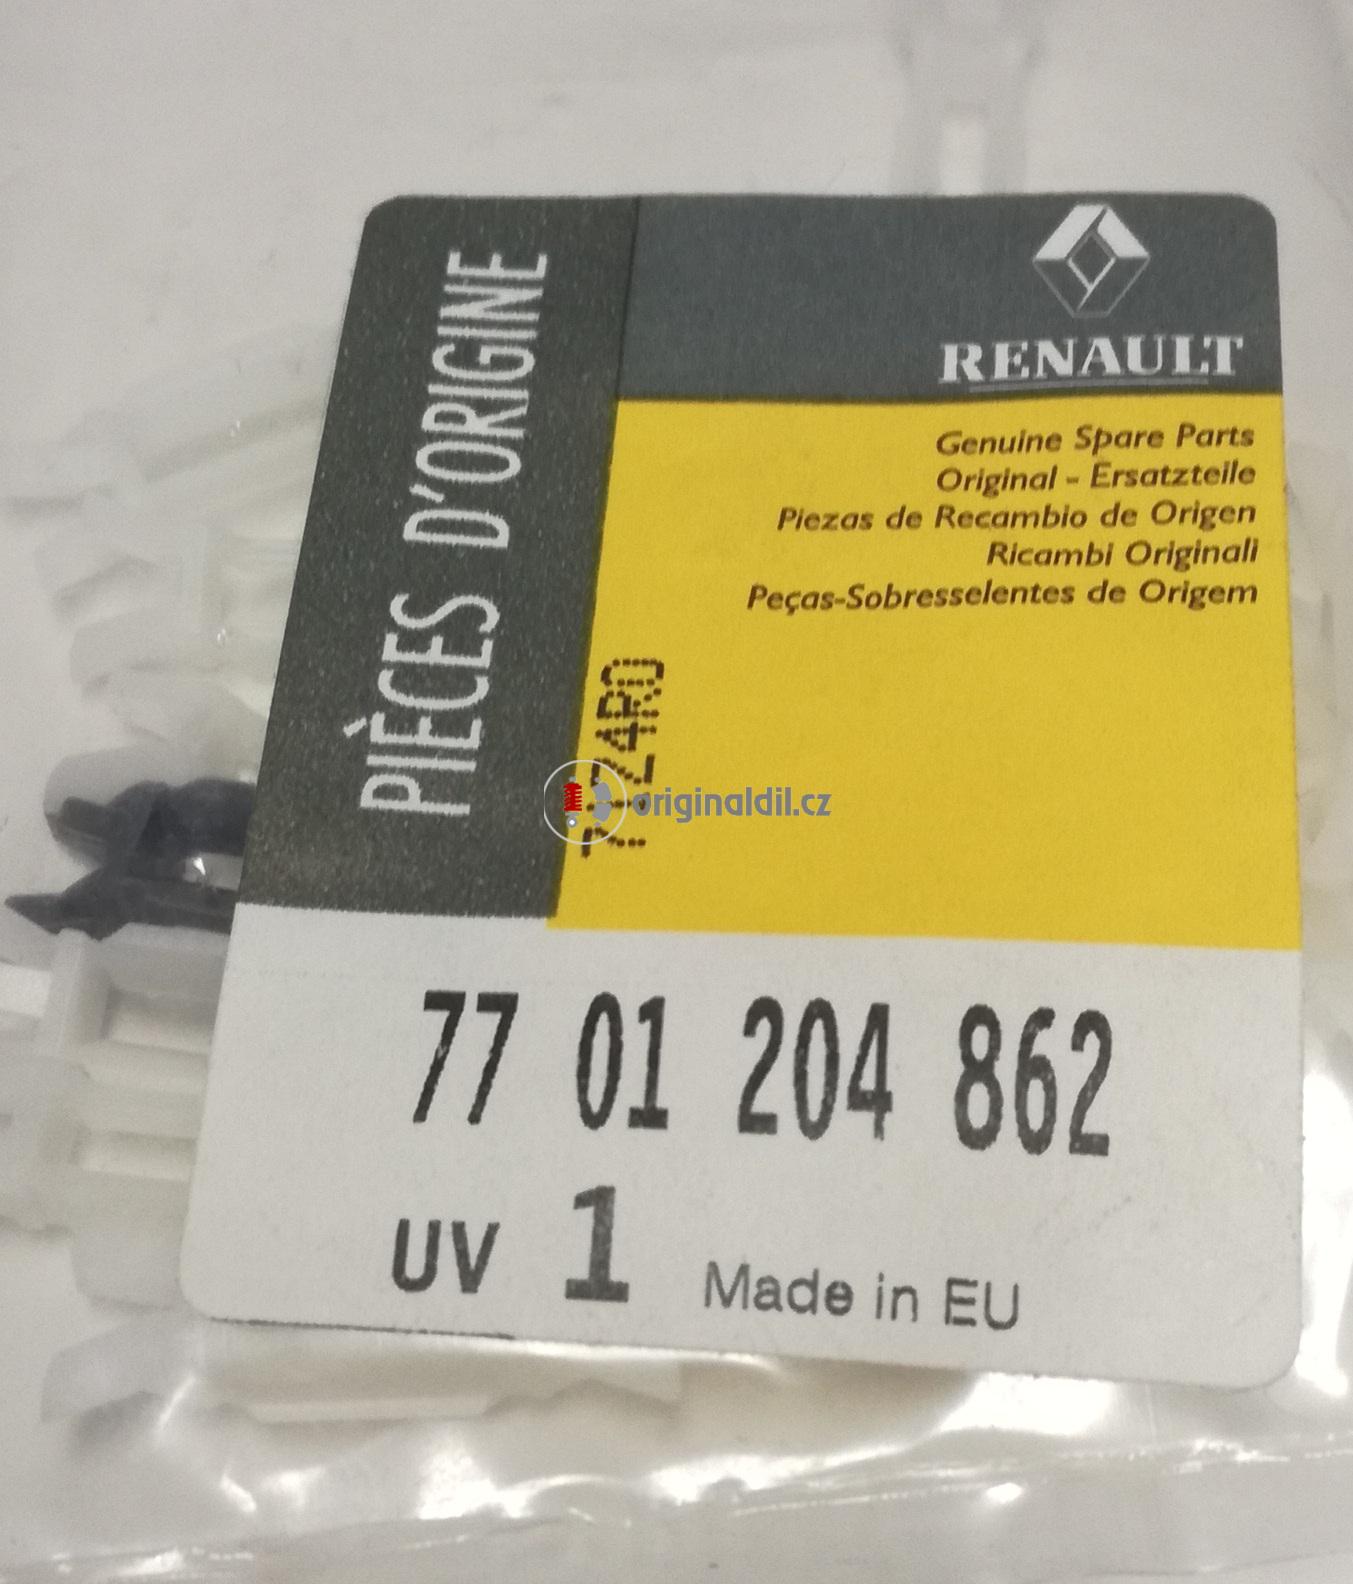 PIÈCES D'ORIGINE
RENAULT
Genuine Spare Parts
Original - Ersatzteile
Piezas de Recambio de Origen
Ricambi Originali
Peças-Sobresselentes de Origem
originaldil.cz
77 01 204 862
UV 1 Made in EU